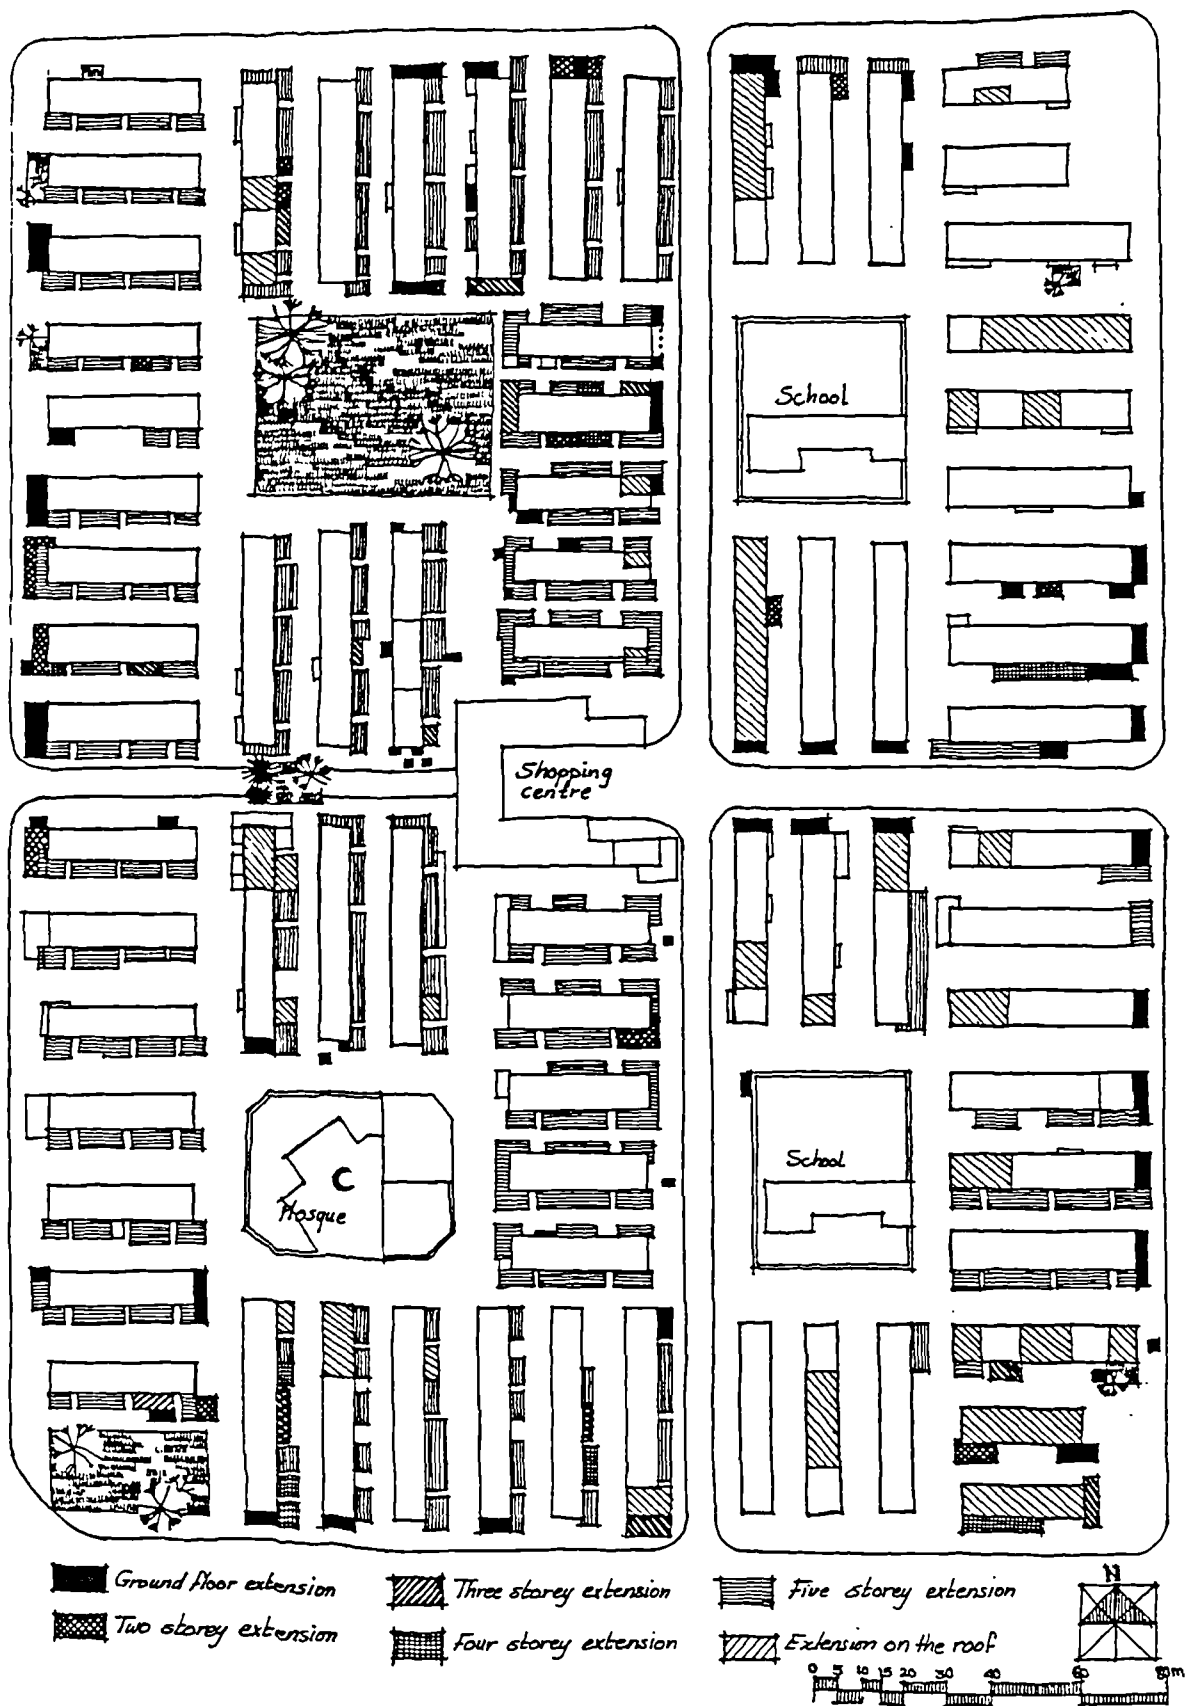 School
Shopping
centre
School
C
Mosque
Ground floor extension
Three storey extension
Five storey extension
N
Two storey extension
Four storey extension
Extension on the roof
0 5 10 15 20 30 40 60 80m